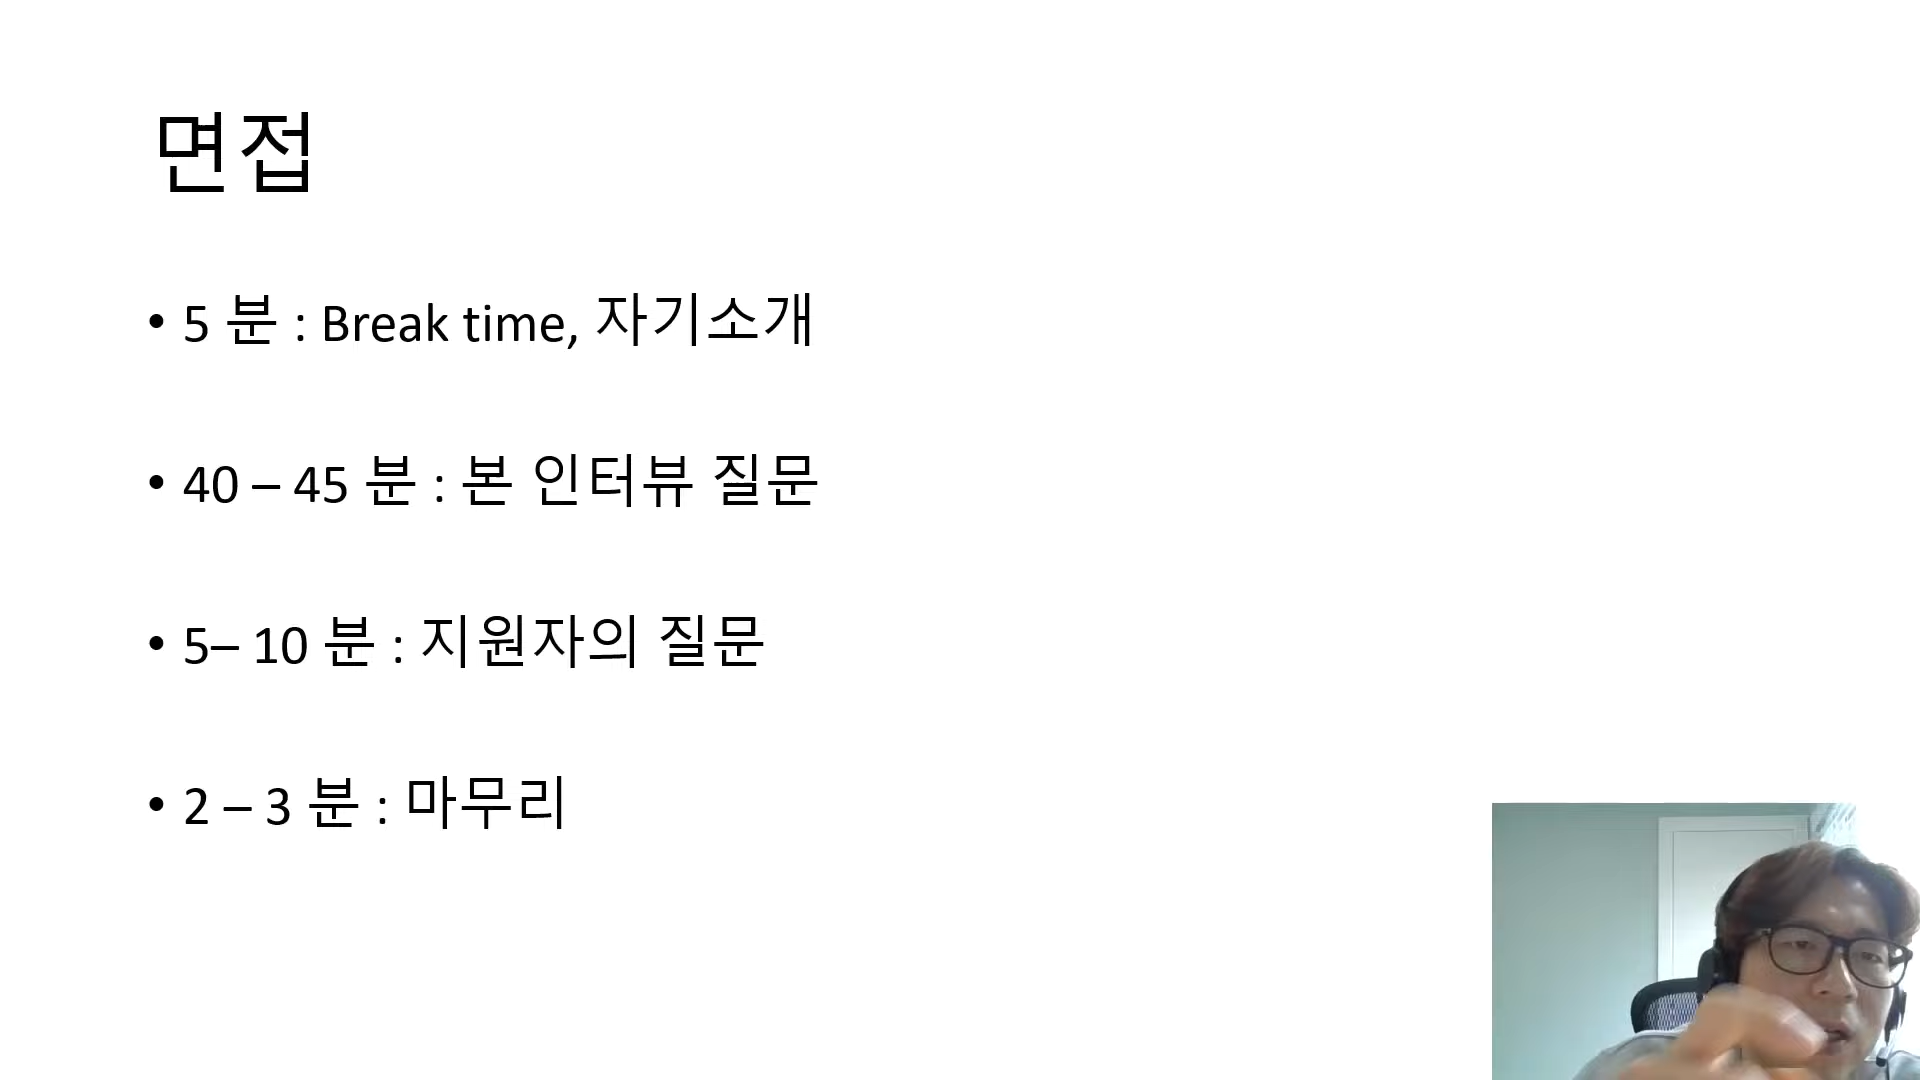 면접
• 5 분 : Break time, 자기소개
• 40 – 45 분 : 본 인터뷰 질문
• 5– 10 분 : 지원자의 질문
• 2 – 3 분 : 마무리